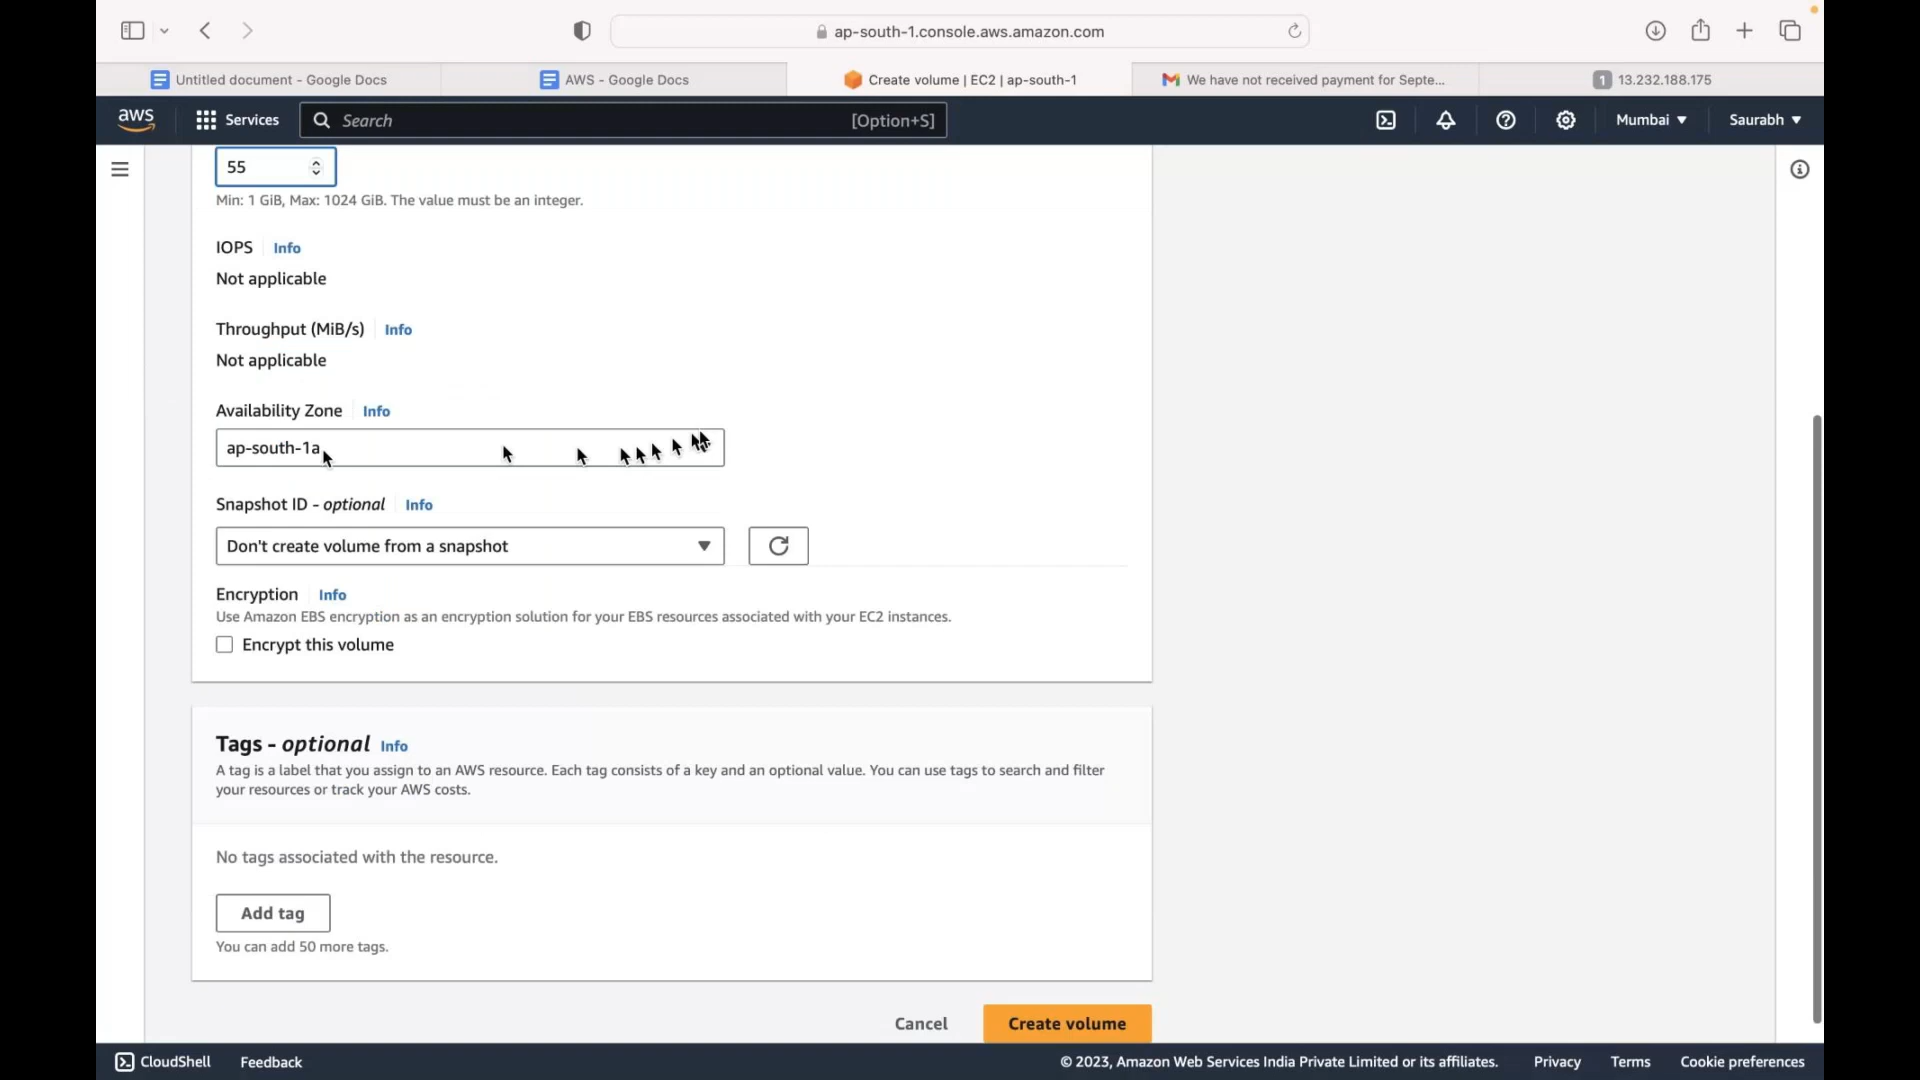 ap-south-1.console.aws.amazon.com
Untitled document - Google Docs
AWS - Google Docs
Create volume | EC2 | ap-south-1
We have not received payment for Septe...
1 13.232.188.175
aws
Services
Search
[Option+S]
Mumbai
Saurabh
55
Min: 1 GiB, Max: 1024 GiB. The value must be an integer.
IOPS Info
Not applicable
Throughput (MiB/s) Info
Not applicable
Availability Zone Info
ap-south-1a
Snapshot ID - optional Info
Don't create volume from a snapshot
Encryption Info
Use Amazon EBS encryption as an encryption solution for your EBS resources associated with your EC2 instances.
Encrypt this volume
Tags - optional Info
A tag is a label that you assign to an AWS resource. Each tag consists of a key and an optional value. You can use tags to search and filter
your resources or track your AWS costs.
No tags associated with the resource.
Add tag
You can add 50 more tags.
Cancel
Create volume
CloudShell
Feedback
© 2023, Amazon Web Services India Private Limited or its affiliates.
Privacy
Terms
Cookie preferences